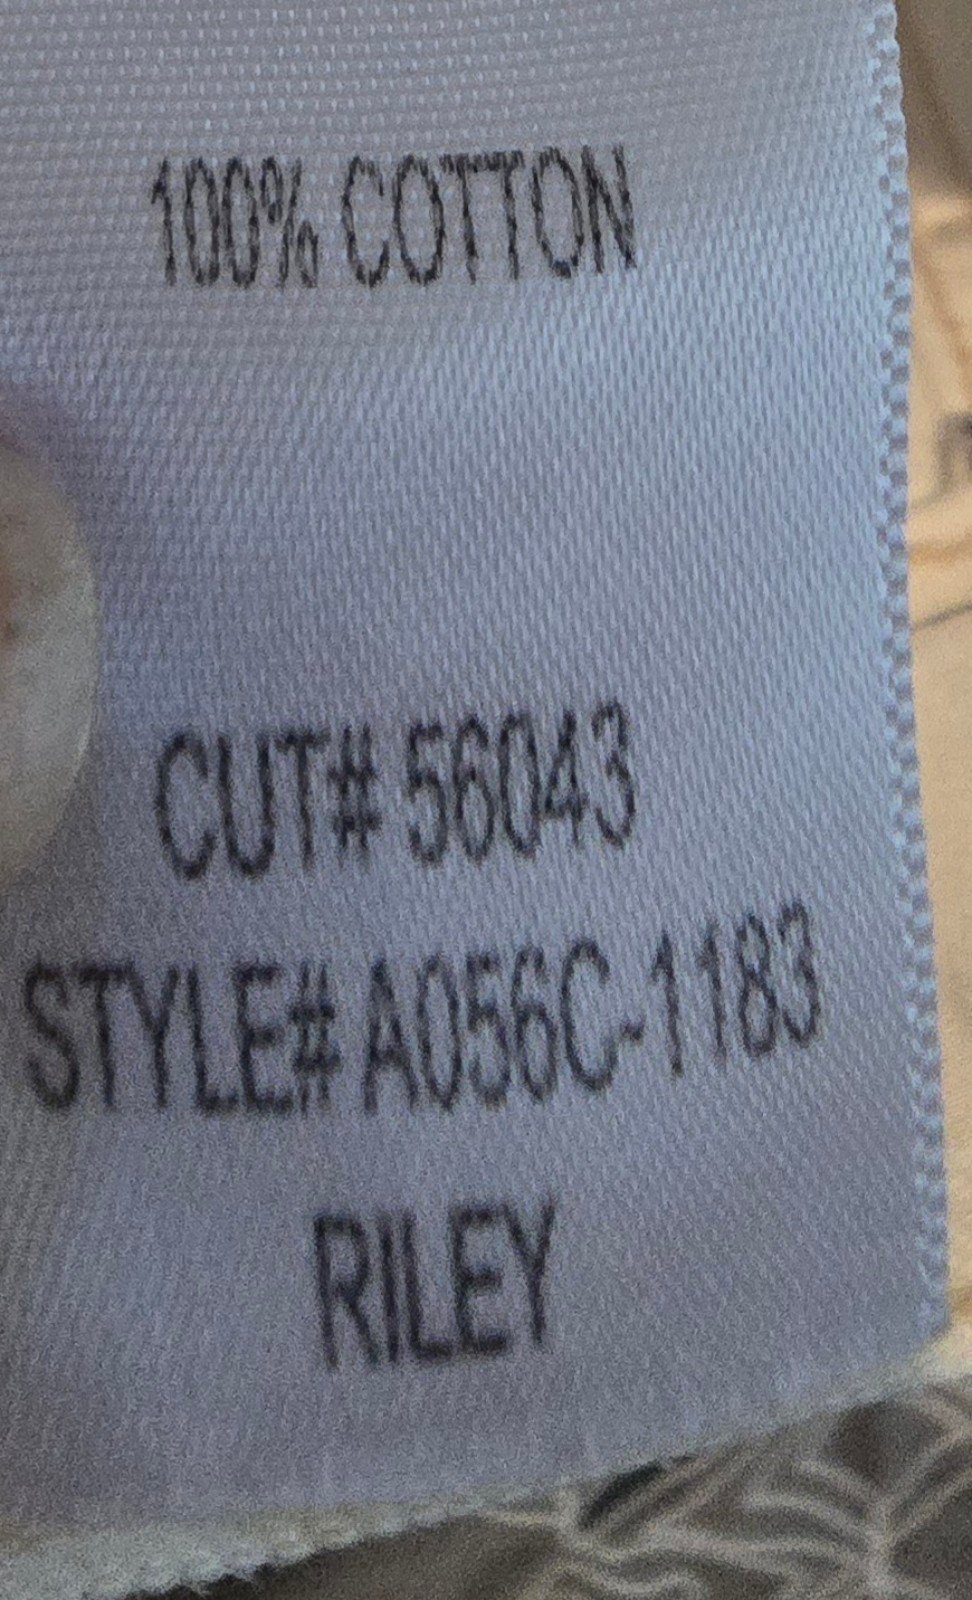 100% COTTON
CUT# 56043
STYLE# A056C-1183
RILEY